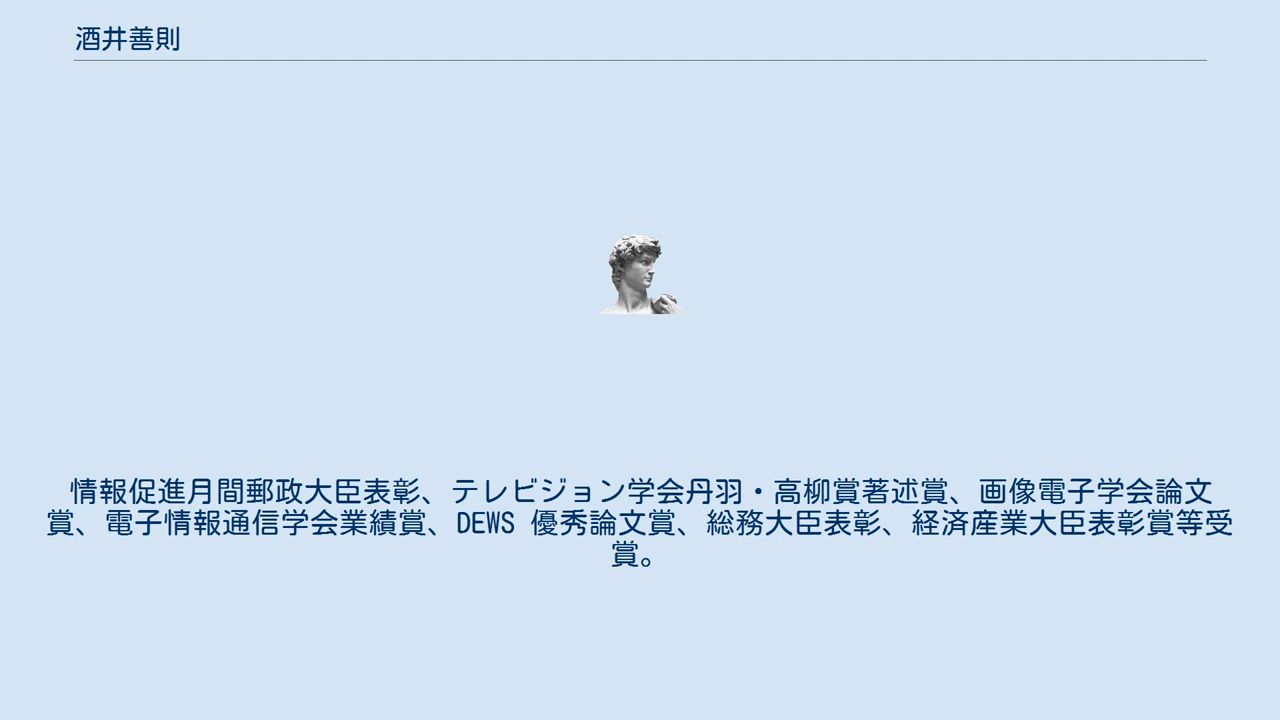 酒井善則
情報促進月間郵政大臣表彰、テレビジョン学会丹羽・高柳賞著述賞、画像電子学会論文
賞、電子情報通信学会業績賞、DEWS 優秀論文賞、総務大臣表彰、経済産業大臣表彰賞等受
賞。